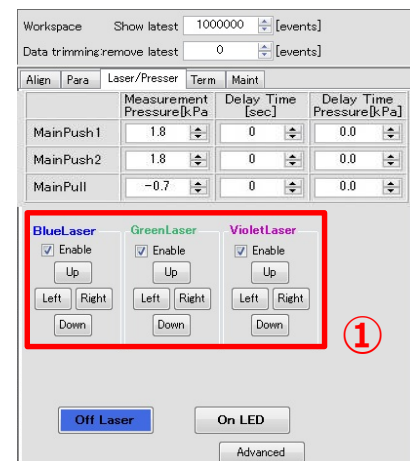 Workspace Show latest 1000000 [events]
Data trimming:remove latest 0 [events]
Align Para Laser/Presser Term Maint
Measurement Pressure[kPa Delay Time [sec] Delay Time Pressure[kPa]
MainPush1 1.8 0 0.0
MainPush2 1.8 0 0.0
MainPull -0.7 0 0.0
BlueLaser GreenLaser VioletLaser
Enable Enable Enable
Up Up Up
Left Right Left Right Left Right
Down Down Down
①
Off Laser On LED
Advanced